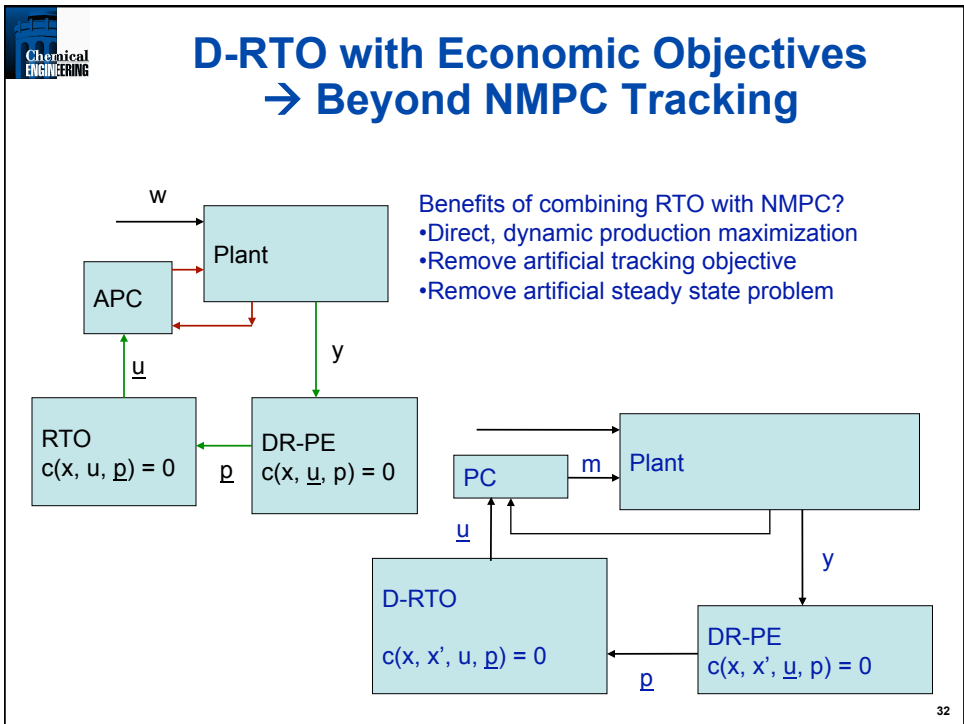 Chemical
ENGINEERING
D-RTO with Economic Objectives
→ Beyond NMPC Tracking
w
Plant
APC
u
y
RTO
c(x, u, p) = 0
p
DR-PE
c(x, u, p) = 0
Benefits of combining RTO with NMPC?
•Direct, dynamic production maximization
•Remove artificial tracking objective
•Remove artificial steady state problem
PC
m
Plant
u
y
D-RTO
c(x, x’, u, p) = 0
p
DR-PE
c(x, x’, u, p) = 0
32